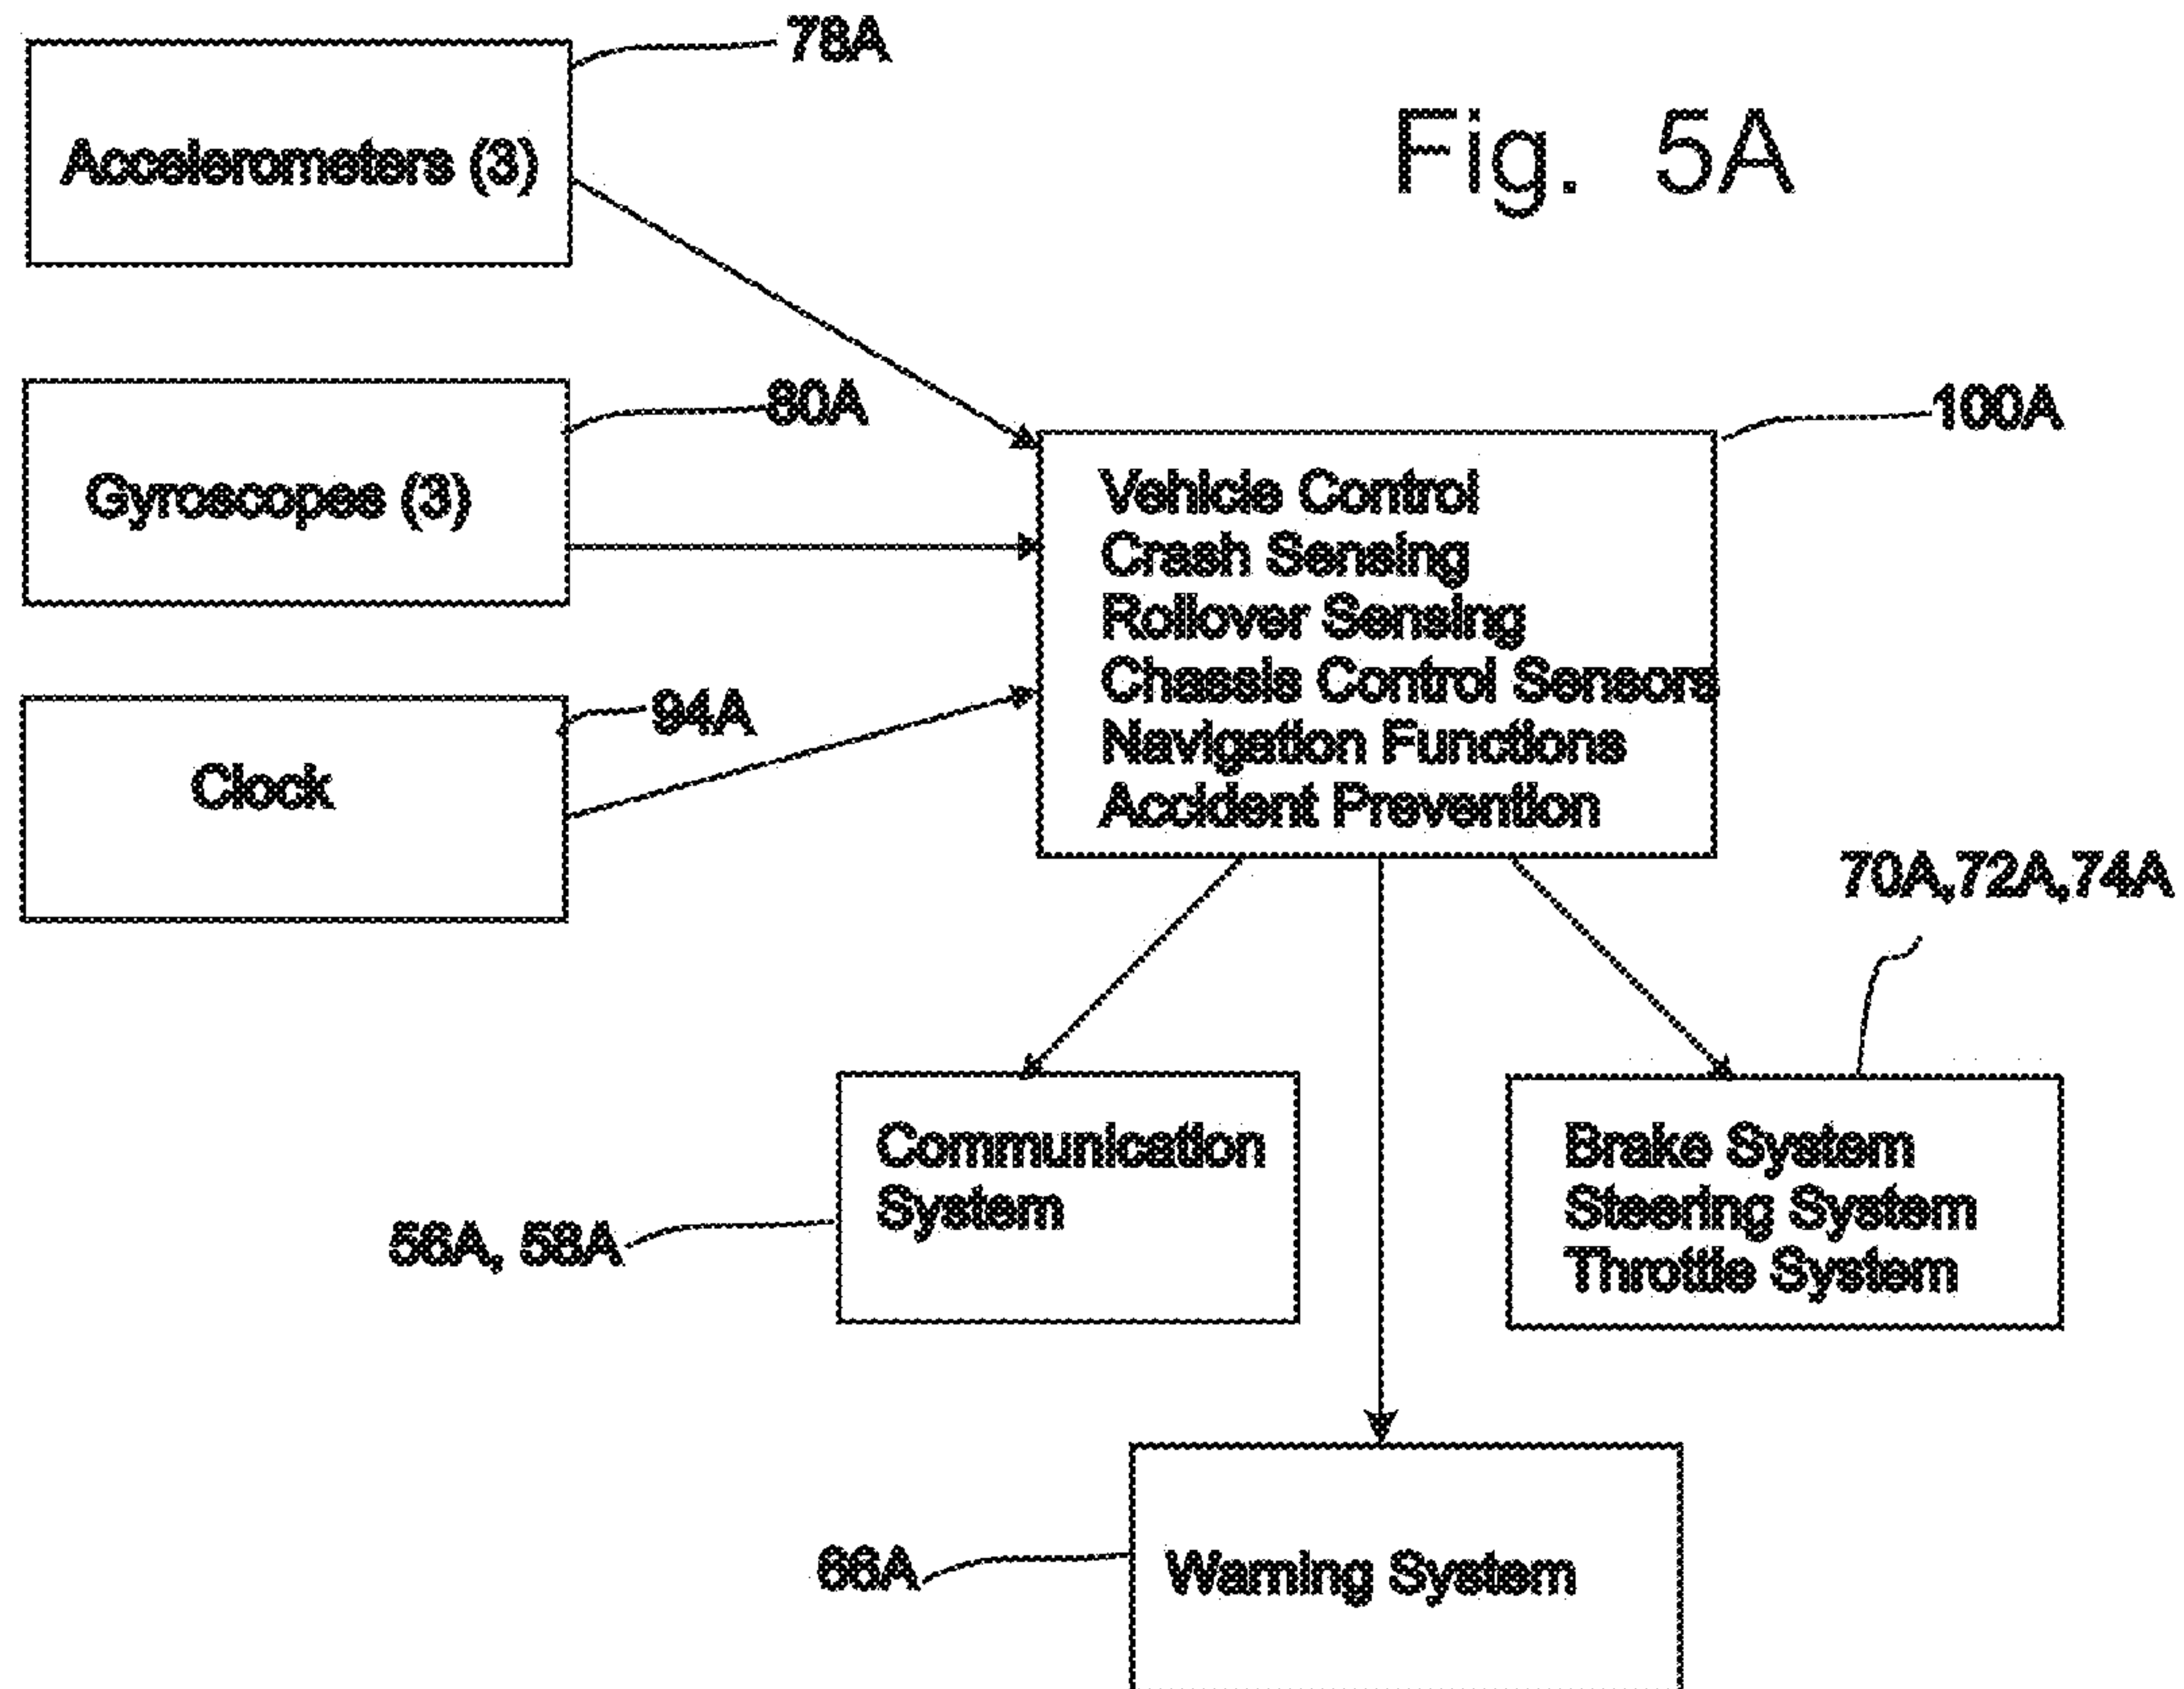 78A
Fig. 5A
Accelerometers (3)
80A
100A
Gyroscopes (3)
Vehicle Control
Crash Sensing
Rollover Sensing
Chassis Control Sensors
Navigation Functions
Accident Prevention
94A
Clock
70A,72A,74A
Communication
System
56A, 58A
Brake System
Steering System
Throttle System
66A
Warning System